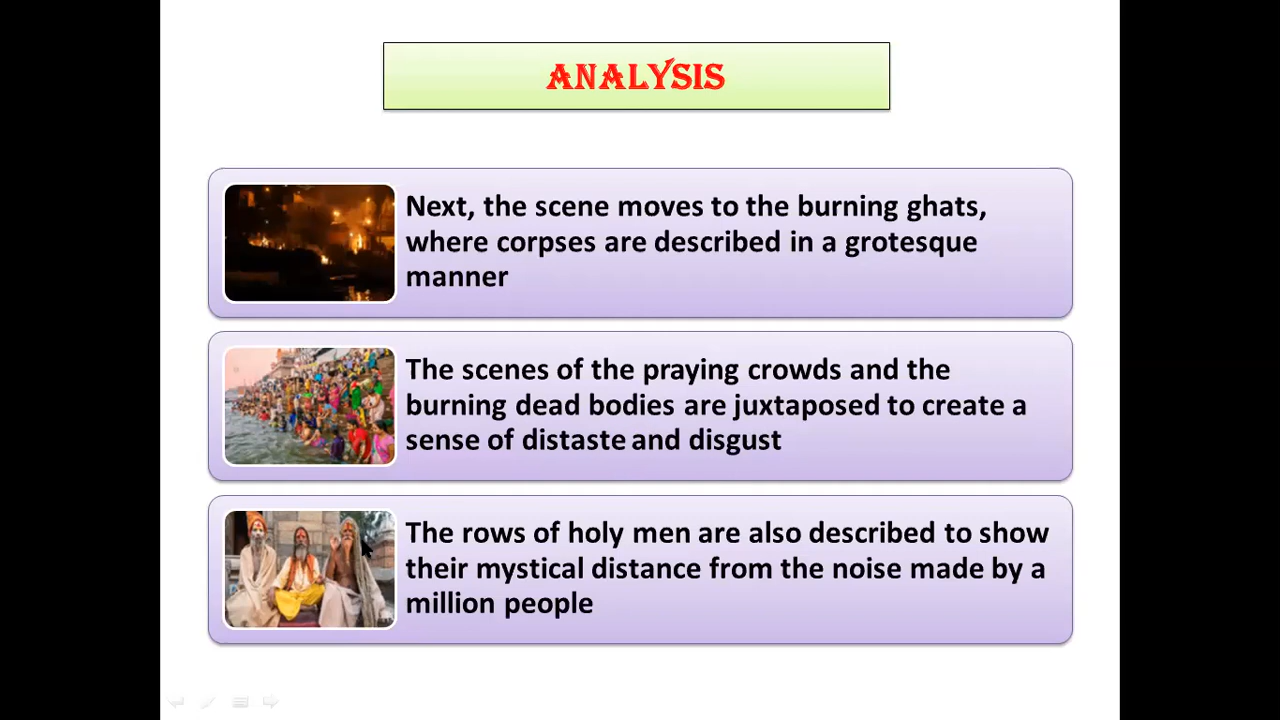 ANALYSIS
Next, the scene moves to the burning ghats,
where corpses are described in a grotesque
manner
The scenes of the praying crowds and the
burning dead bodies are juxtaposed to create a
sense of distaste and disgust
The rows of holy men are also described to show
their mystical distance from the noise made by a
million people